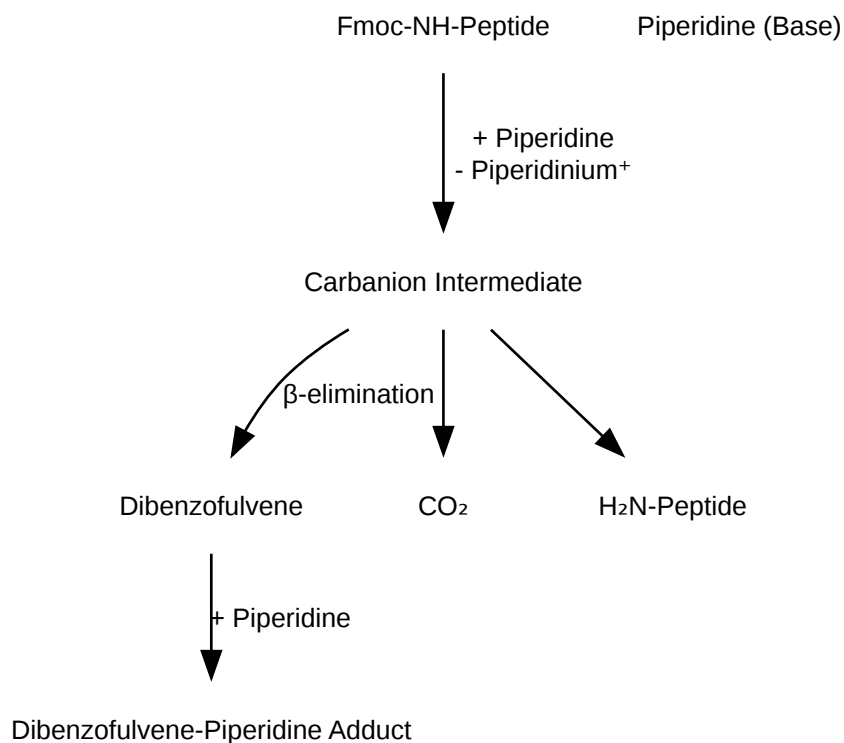 Fmoc-NH-Peptide
Piperidine (Base)
+ Piperidine
- Piperidinium⁺
Carbanion Intermediate
β-elimination
Dibenzofulvene
CO₂
H₂N-Peptide
+ Piperidine
Dibenzofulvene-Piperidine Adduct